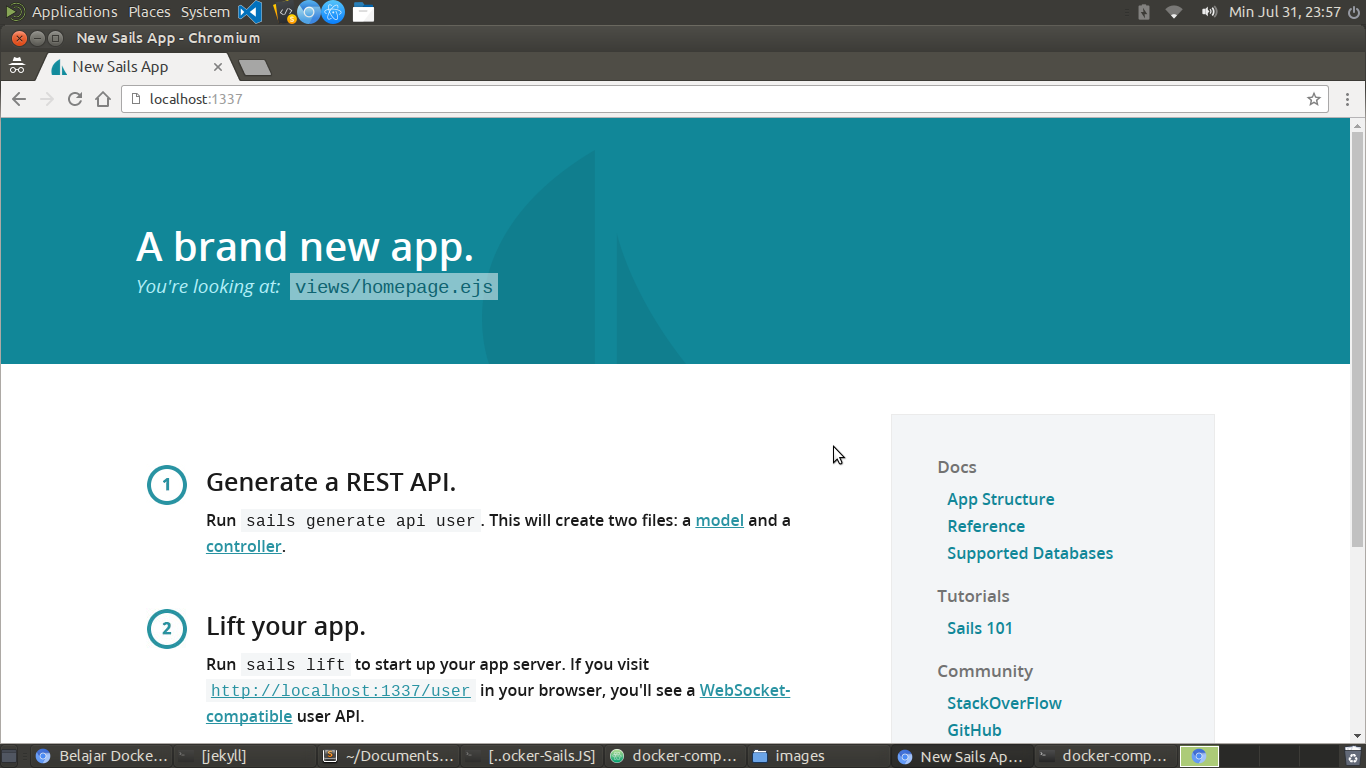 Applications Places System Min Jul 31, 23:57
New Sails App - Chromium
New Sails App
localhost:1337
A brand new app.
You're looking at: views/homepage.ejs
1 Generate a REST API.
Run sails generate api user. This will create two files: a model and a
controller.
2 Lift your app.
Run sails lift to start up your app server. If you visit
http://localhost:1337/user in your browser, you'll see a WebSocket-
compatible user API.
Docs
App Structure
Reference
Supported Databases
Tutorials
Sails 101
Community
StackOverFlow
GitHub
Belajar Docke... [jekyll] ~/Documents... [..ocker-SailsJS] docker-comp... images New Sails Ap... docker-comp...